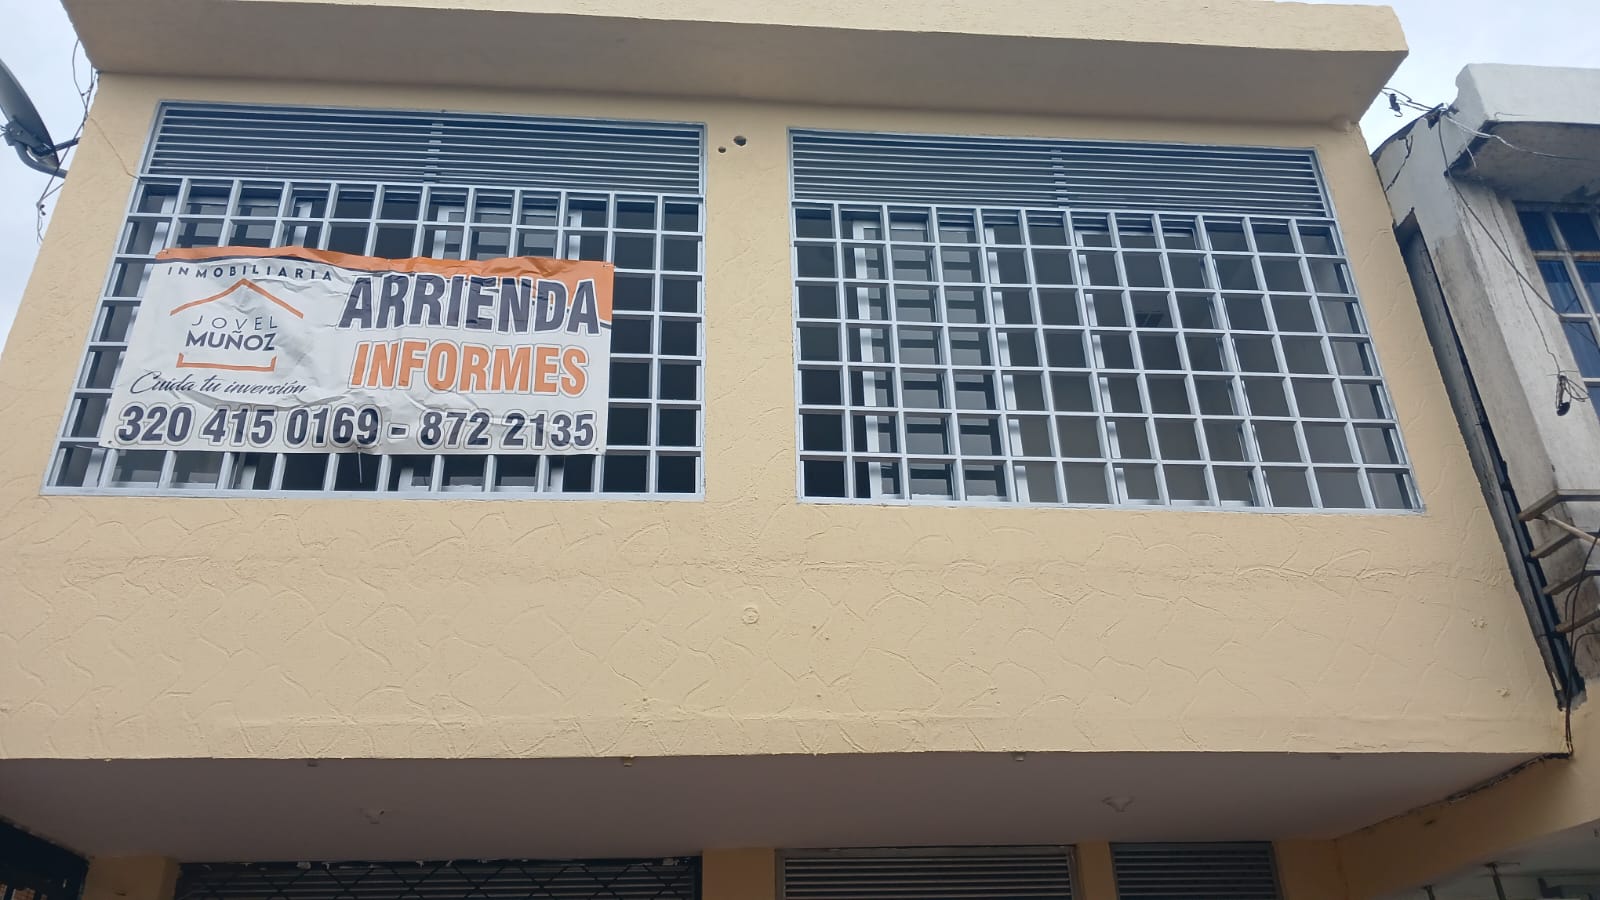 INMOBILIARIA
JOVEL
MUÑOZ
Cuida tu inversión
ARRIENDA
INFORMES
320 415 0169 - 872 2135